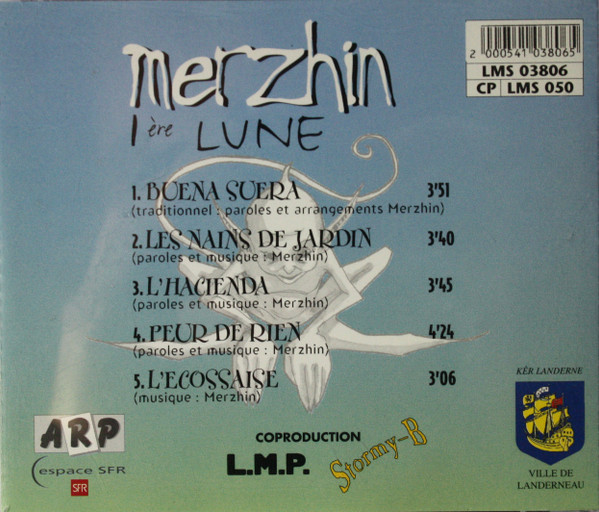 merzhin
1ère LUNE
2 000541 038065
LMS 03806
CP LMS 050
1. BUENA SUERA 3'51
(traditionnel : paroles et arrangements Merzhin)
2. LES NAINS DE JARDIN 3'40
(paroles et musique : Merzhin)
3. L'HACIENDA 3'45
(paroles et musique : Merzhin)
4. PEUR DE RIEN 4'24
(paroles et musique : Merzhin)
5. L'ECOSSAISE 3'06
(musique : Merzhin)
ARP
espace SFR
SFR
COPRODUCTION
L.M.P. Stormy-B
KÊR LANDERNE
VILLE DE
LANDERNEAU